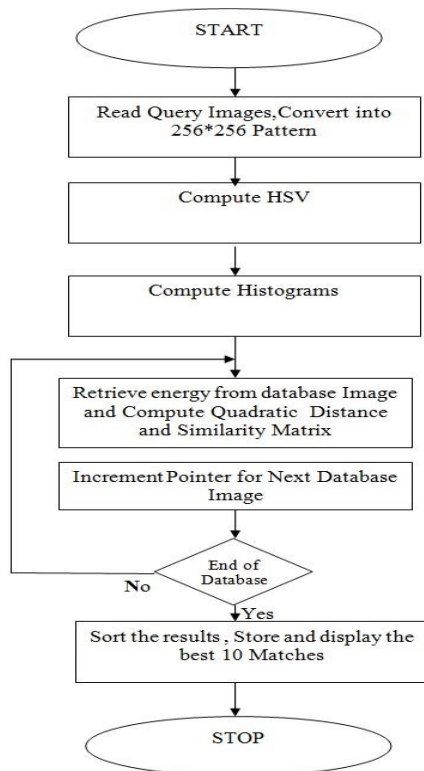 START
Read Query Images,Convert into
256*256 Pattern
Compute HSV
Compute Histograms
Retrieve energy from database Image
and Compute Quadratic Distance
and Similarity Matrix
Increment Pointer for Next Database
Image
End of
Database
No
Yes
Sort the results , Store and display the
best 10 Matches
STOP